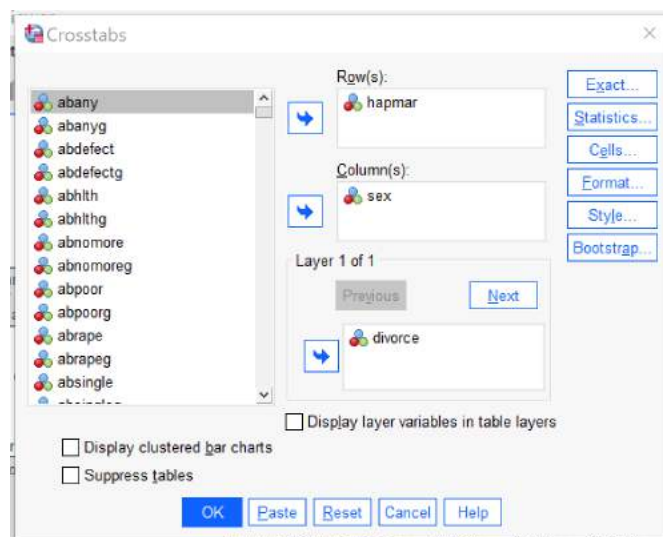 Crosstabs
abany
abanyg
abdefect
abdefectg
abhlth
abhlthg
abnomore
abnomoreg
abpoor
abpoorg
abrape
abrapeg
absingle
Row(s):
hapmar
Column(s):
sex
Layer 1 of 1
Previous
Next
divorce
Display layer variables in table layers
Exact...
Statistics...
Cells...
Format...
Style...
Bootstrap...
Display clustered bar charts
Suppress tables
OK Paste Reset Cancel Help